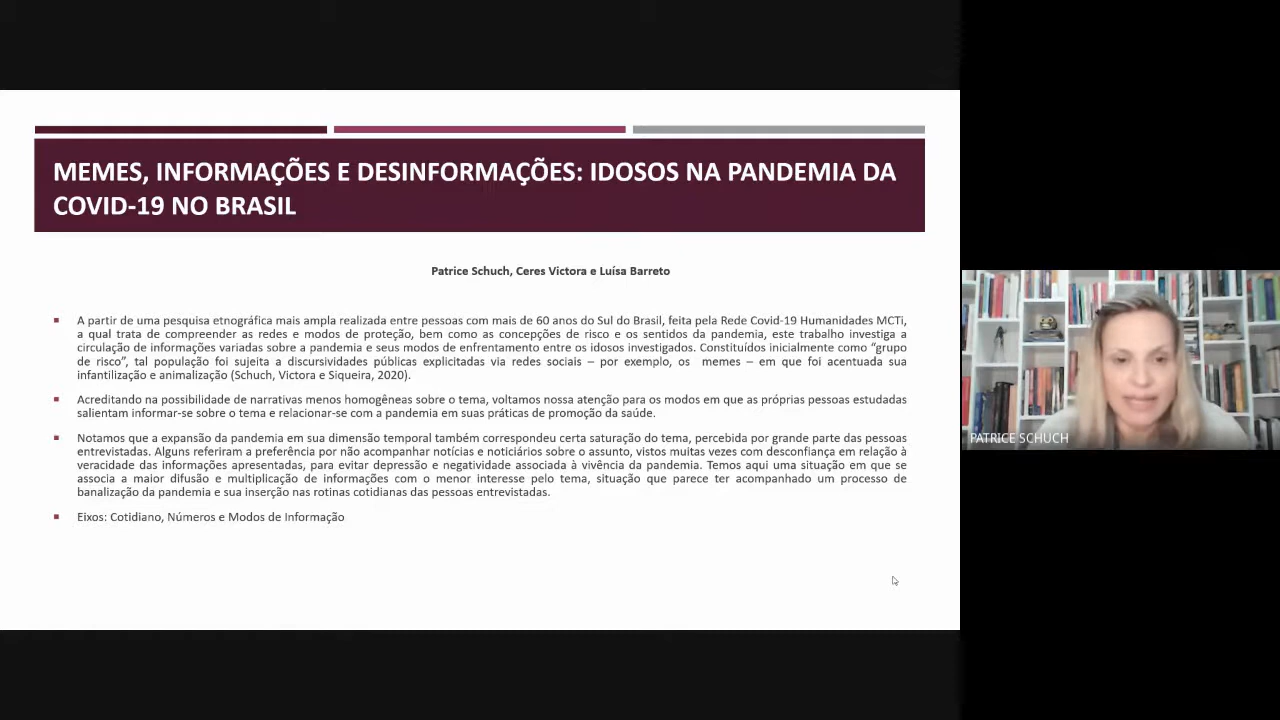 MEMES, INFORMAÇÕES E DESINFORMAÇÕES: IDOSOS NA PANDEMIA DA
COVID-19 NO BRASIL
Patrice Schuch, Ceres Victora e Luísa Barreto
A partir de uma pesquisa etnográfica mais ampla realizada entre pessoas com mais de 60 anos do Sul do Brasil, feita pela Rede Covid-19 Humanidades MCTi,
a qual trata de compreender as redes e modos de proteção, bem como as concepções de risco e os sentidos da pandemia, este trabalho investiga a
circulação de informações variadas sobre a pandemia e seus modos de enfrentamento entre os idosos investigados. Constituídos inicialmente como “grupo
de risco”, tal população foi sujeita a discursividades públicas explicitadas via redes sociais – por exemplo, os memes – em que foi acentuada sua
infantilização e animalização (Schuch, Victora e Siqueira, 2020).
Acreditando na possibilidade de narrativas menos homogêneas sobre o tema, voltamos nossa atenção para os modos em que as próprias pessoas estudadas
salientam informar-se sobre o tema e relacionar-se com a pandemia em suas práticas de promoção da saúde.
Notamos que a expansão da pandemia em sua dimensão temporal também correspondeu certa saturação do tema, percebida por grande parte das pessoas
entrevistadas. Alguns referiram a preferência por não acompanhar notícias e noticiários sobre o assunto, vistos muitas vezes com desconfiança em relação à
veracidade das informações apresentadas, para evitar depressão e negatividade associada à vivência da pandemia. Temos aqui uma situação em que se
associa a maior difusão e multiplicação de informações com o menor interesse pelo tema, situação que parece ter acompanhado um processo de
banalização da pandemia e sua inserção nas rotinas cotidianas das pessoas entrevistadas.
Eixos: Cotidiano, Números e Modos de Informação
PATRICE SCHUCH